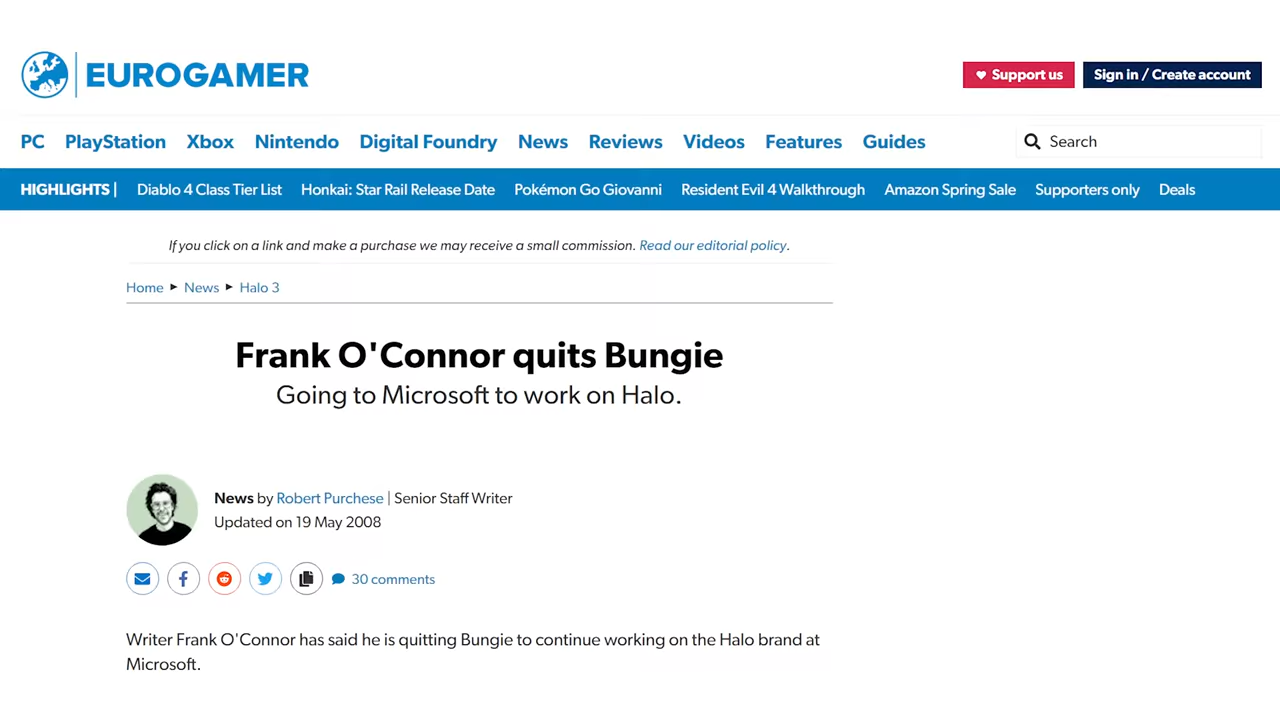 EUROGAMER
Support us
Sign in / Create account
PC PlayStation Xbox Nintendo Digital Foundry News Reviews Videos Features Guides
Search
HIGHLIGHTS | Diablo 4 Class Tier List Honkai: Star Rail Release Date Pokémon Go Giovanni Resident Evil 4 Walkthrough Amazon Spring Sale Supporters only Deals
If you click on a link and make a purchase we may receive a small commission. Read our editorial policy.
Home ► News ► Halo 3
Frank O'Connor quits Bungie
Going to Microsoft to work on Halo.
News by Robert Purchese | Senior Staff Writer
Updated on 19 May 2008
30 comments
Writer Frank O'Connor has said he is quitting Bungie to continue working on the Halo brand at
Microsoft.